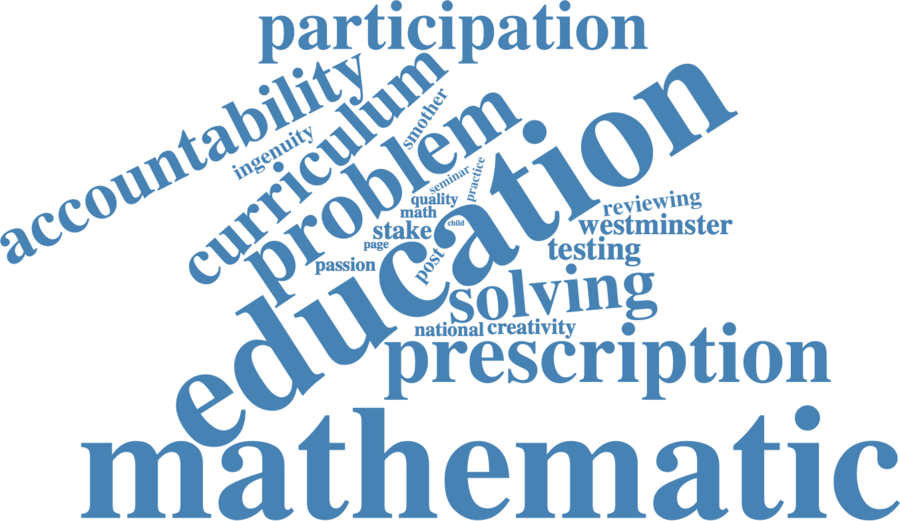 participation
accountability
curriculum
smother
ingenuity
problem
education
seminar
practice
quality
math
child
stake
page
post
passion
reviewing
westminster
testing
solving
national
creativity
prescription
mathematic